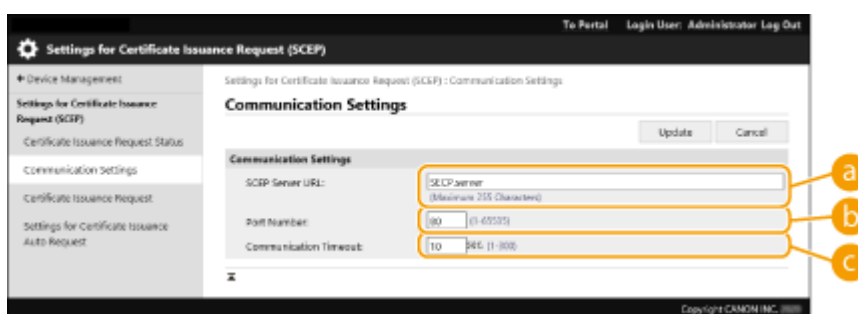 To Portal Login User: Administrator Log Out
Settings for Certificate Issuance Request (SCEP)
Device Management
Settings for Certificate Issuance Request (SCEP) : Communication Settings
Settings for Certificate Issuance
Request (SCEP)
Communication Settings
Certificate Issuance Request Status
Update Cancel
Communication Settings
Communication Settings
SCEP Server URL:
SECP.server
a
(Maximum 255 Characters)
Certificate Issuance Request
Port Number:
80 (1-65535)
b
Settings for Certificate Issuance
Auto Request
Communication Timeout:
10 sec. (1-300)
c
Copyright CANON INC.